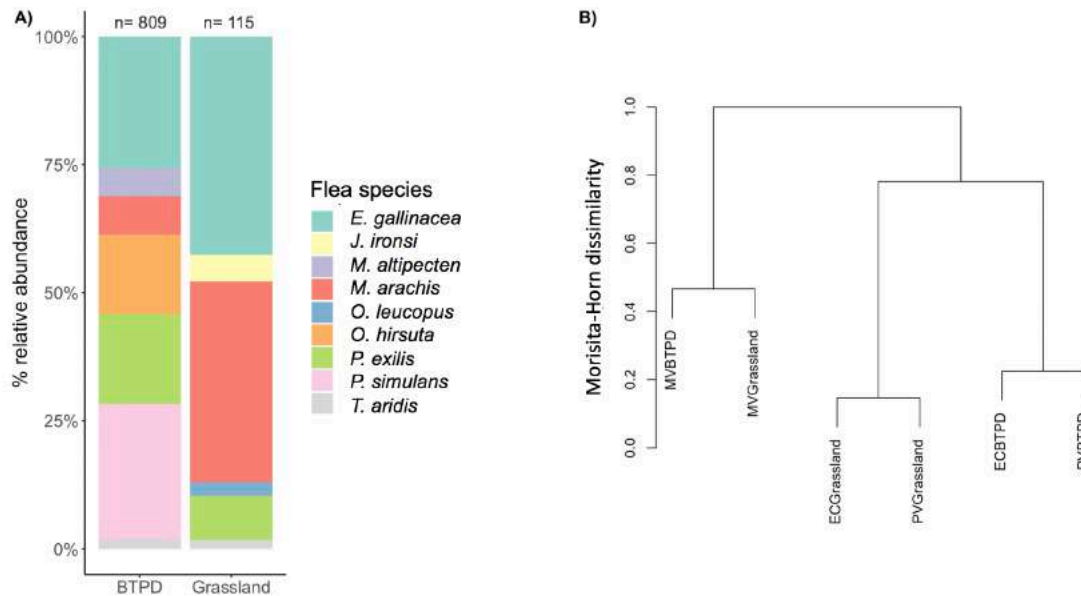 A)
n= 809
n= 115
100%
75%
50%
25%
0%
% relative abundance
BTPD
Grassland
Flea species
E. gallinacea
J. ironsi
M. altipecten
M. arachis
O. leucopus
O. hirsuta
P. exilis
P. simulans
T. aridis
B)
Morisita-Horn dissimilarity
1.0
0.8
0.6
0.4
0.2
0.0
MVBTPD
MVGrassland
ECGrassland
PVGrassland
ECBTPD